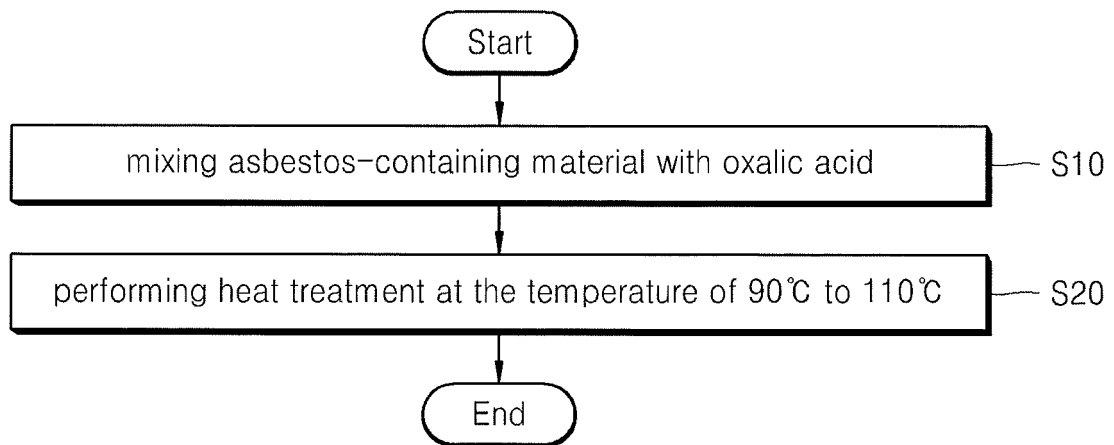 Start
mixing asbestos-containing material with oxalic acid
S10
performing heat treatment at the temperature of 90℃ to 110℃
S20
End